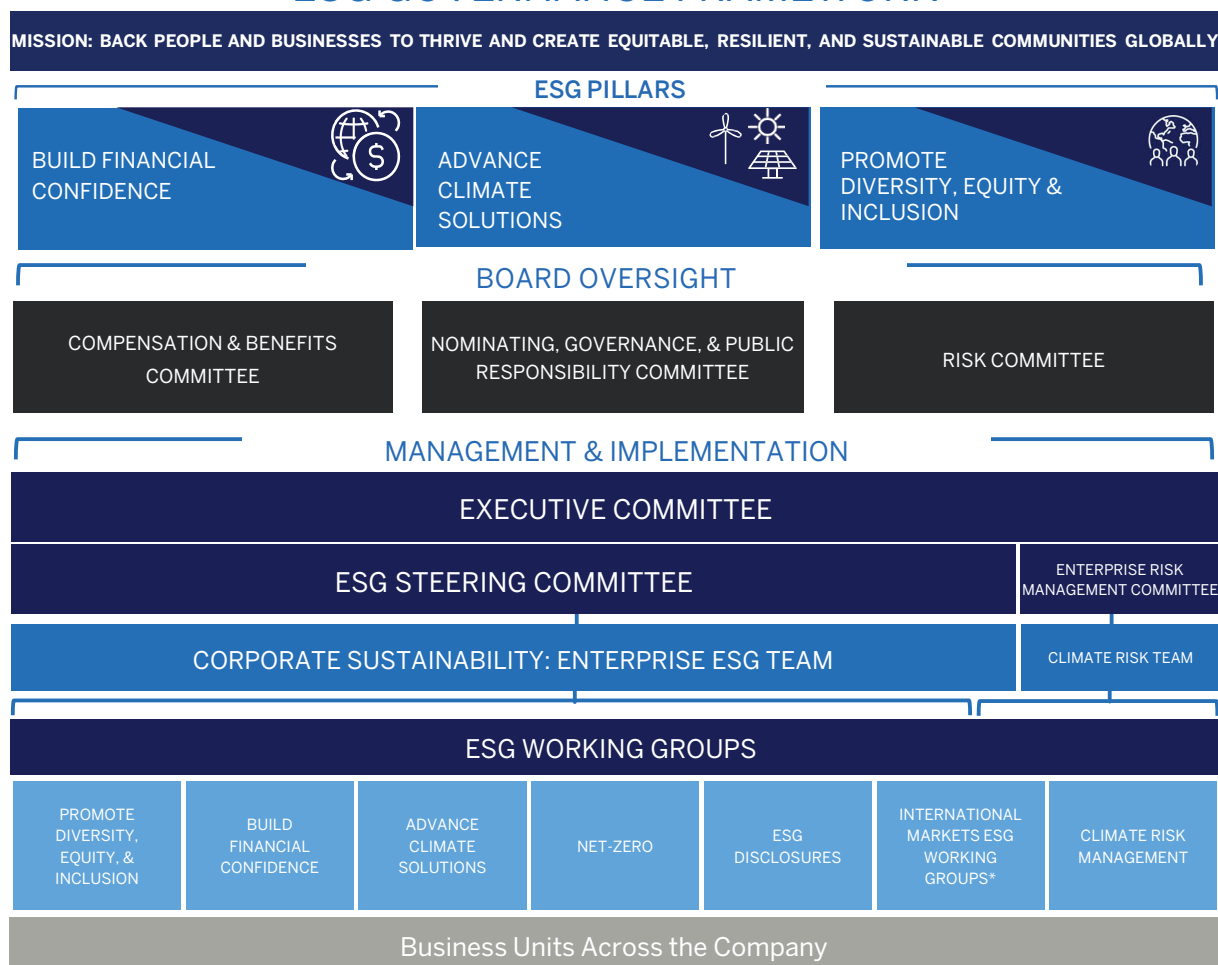 MISSION: BACK PEOPLE AND BUSINESSES TO THRIVE AND CREATE EQUITABLE, RESILIENT, AND SUSTAINABLE COMMUNITIES GLOBALLY
ESG PILLARS
BUILD FINANCIAL
CONFIDENCE
$
ADVANCE
CLIMATE
SOLUTIONS
PROMOTE
DIVERSITY, EQUITY &
INCLUSION
BOARD OVERSIGHT
COMPENSATION & BENEFITS
COMMITTEE
NOMINATING, GOVERNANCE, & PUBLIC
RESPONSIBILITY COMMITTEE
RISK COMMITTEE
MANAGEMENT & IMPLEMENTATION
EXECUTIVE COMMITTEE
ESG STEERING COMMITTEE
ENTERPRISE RISK
MANAGEMENT COMMITTEE
CORPORATE SUSTAINABILITY: ENTERPRISE ESG TEAM
CLIMATE RISK TEAM
ESG WORKING GROUPS
PROMOTE
DIVERSITY,
EQUITY, &
INCLUSION
BUILD
FINANCIAL
CONFIDENCE
ADVANCE
CLIMATE
SOLUTIONS
NET-ZERO
ESG
DISCLOSURES
INTERNATIONAL
MARKETS ESG
WORKING
GROUPS*
CLIMATE RISK
MANAGEMENT
Business Units Across the Company